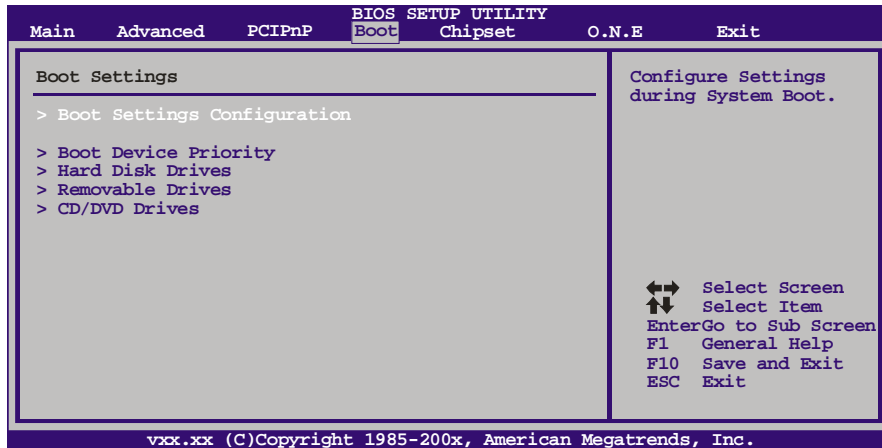 BIOS SETUP UTILITY
Main Advanced PCIPnP Boot Chipset O.N.E Exit
Boot Settings
> Boot Settings Configuration
> Boot Device Priority
> Hard Disk Drives
> Removable Drives
> CD/DVD Drives
Configure Settings
during System Boot.
Select Screen
Select Item
EnterGo to Sub Screen
F1 General Help
F10 Save and Exit
ESC Exit
vxx.xx (C)Copyright 1985-200x, American Megatrends, Inc.